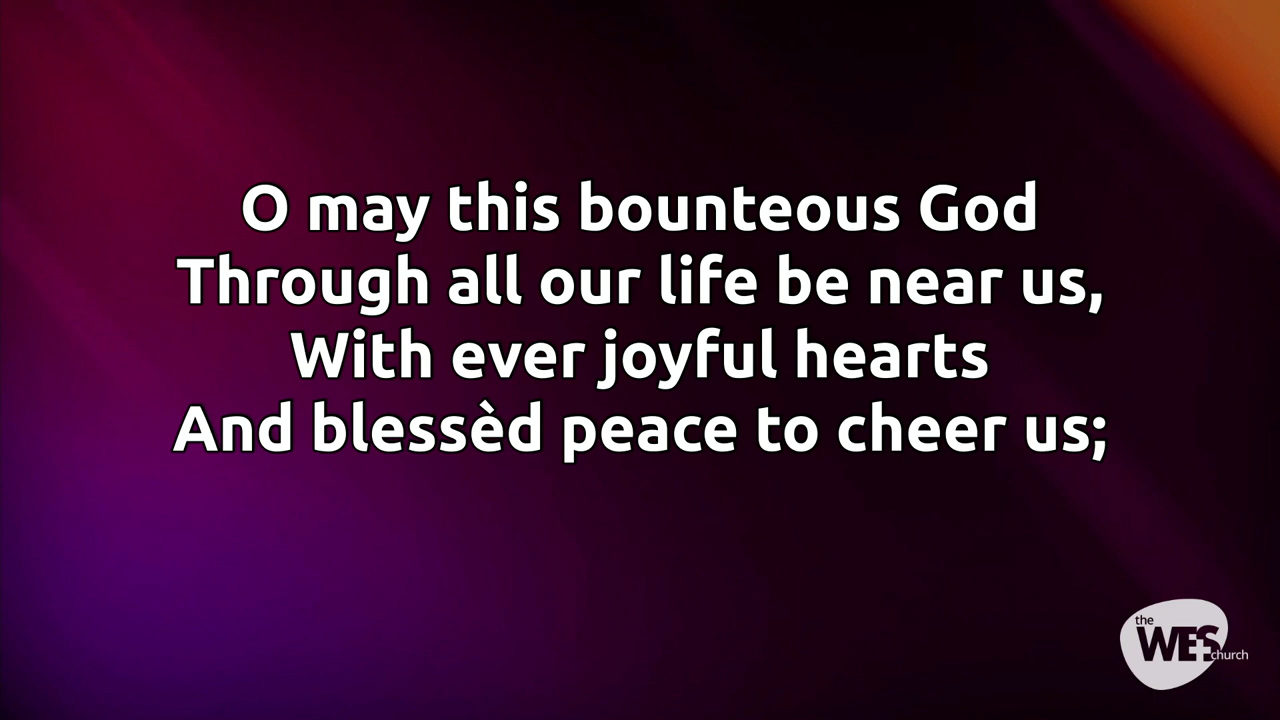 O may this bounteous God
Through all our life be near us,
With ever joyful hearts
And blessèd peace to cheer us;
the
WES
church